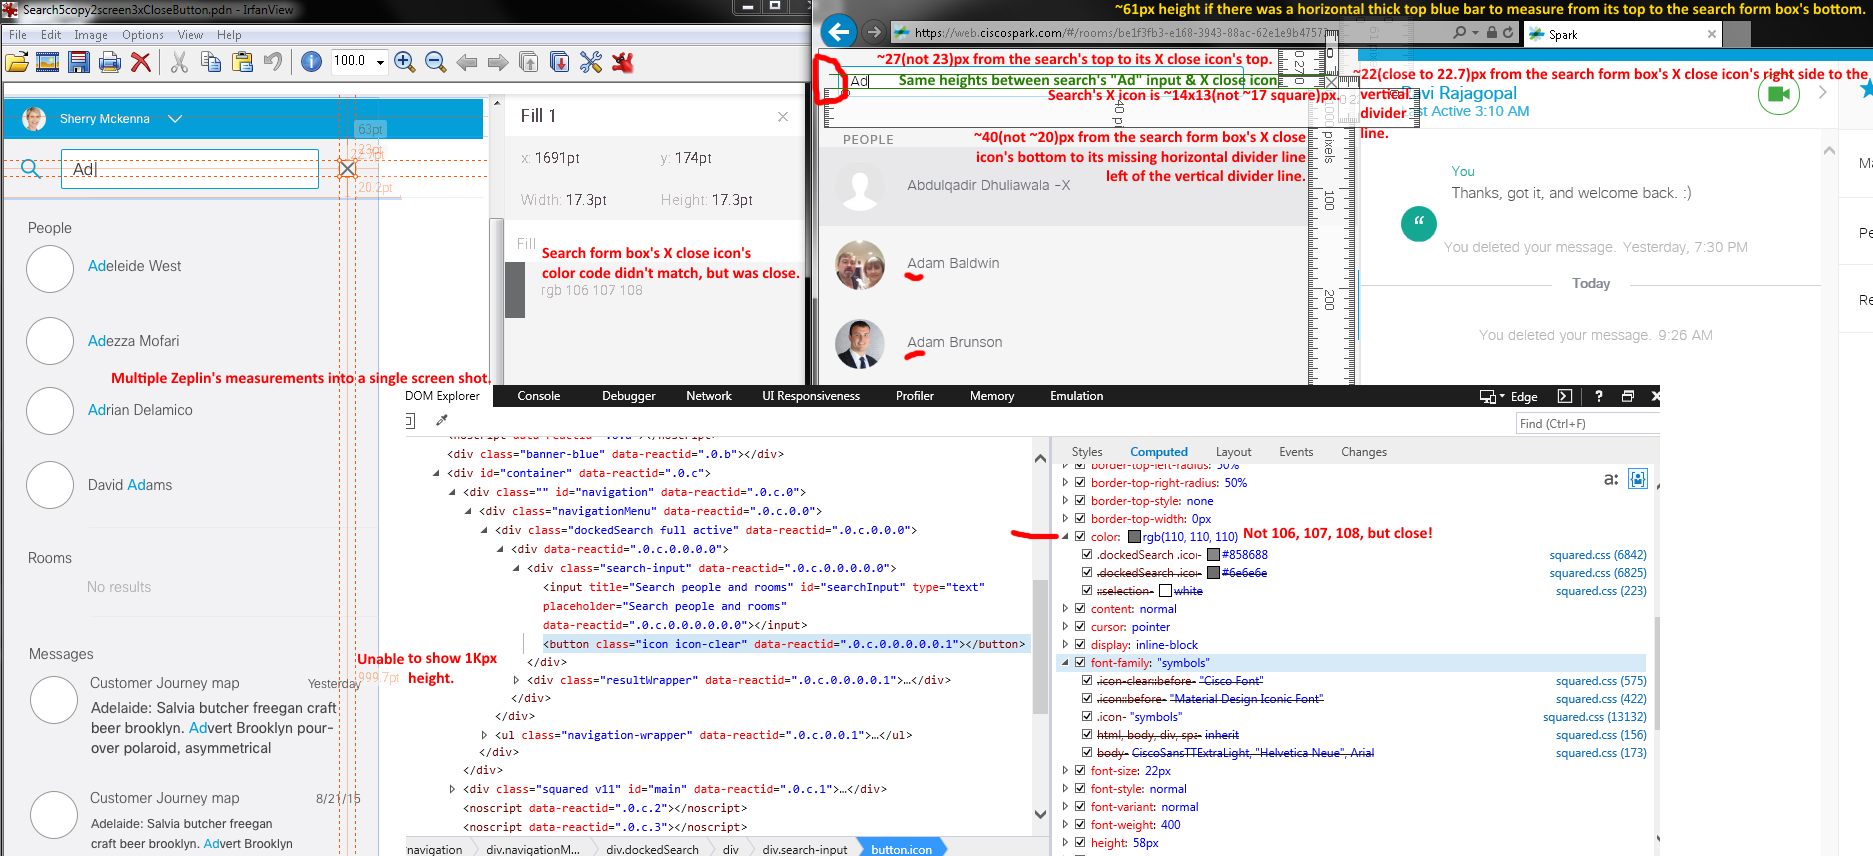 Search5copy2screen3xCloseButton.pdn - IrfanView
File Edit Image Options View Help
100.0
Sherry Mckenna
63pt
23pt
20.2pt
Ad
People
Adeleide West
Adezza Mofari
Multiple Zeplin's measurements into a single screen shot.
Adrian Delamico
David Adams
Rooms
No results
Messages
Customer Journey map
Yesterday
Adelaide: Salvia butcher freegan craft
beer brooklyn. Advert Brooklyn pour-
over polaroid, asymmetrical
Unable to show 1Kpx
height.
999.7pt
Customer Journey map
8/21/15
Adelaide: Salvia butcher freegan
craft beer brooklyn. Advert Brooklyn
Fill 1
x: 1691pt
y: 174pt
Width: 17.3pt
Height: 17.3pt
Fill
Search form box's X close icon's
color code didn't match, but was close.
rgb 106 107 108
~61px height if there was a horizontal thick top blue bar to measure from its top to the search form box's bottom.
https://web.ciscospark.com/#/rooms/be1f3fb3-e168-3943-88ac-62e1e9b4757
Spark
~27(not 23)px from the search's top to its X close icon's top.
Ad
Same heights between search's "Ad" input & X close icon
Search's X icon is ~14x13(not ~17 square)px.
~22(close to 22.7)px from the search form box's X close icon's right side to the
vertical
divider
line.
Rajagopal
Active 3:10 AM
~40(not ~20)px from the search form box's X close
icon's bottom to its missing horizontal divider line
left of the vertical divider line.
PEOPLE
Abdulqadir Dhuliawala -X
Adam Baldwin
Adam Brunson
pixels
100
200
You
Thanks, got it, and welcome back. :)
You deleted your message. Yesterday, 7:30 PM
Today
You deleted your message. 9:26 AM
Ma
Pe
Re
DOM Explorer Console Debugger Network UI Responsiveness Profiler Memory Emulation
Edge
Find (Ctrl+F)
<div class="banner-blue" data-reactid=".0.b"></div>
<div id="container" data-reactid=".0.c">
<div class="" id="navigation" data-reactid=".0.c.0">
<div class="navigationMenu" data-reactid=".0.c.0.0">
<div class="dockedSearch full active" data-reactid=".0.c.0.0.0">
<div data-reactid=".0.c.0.0.0.0">
<div class="search-input" data-reactid=".0.c.0.0.0.0.0">
<input title="Search people and rooms" id="searchInput" type="text"
placeholder="Search people and rooms"
data-reactid=".0.c.0.0.0.0.0.0"></input>
<button class="icon icon-clear" data-reactid=".0.c.0.0.0.0.0.1"></button>
</div>
<div class="resultWrapper" data-reactid=".0.c.0.0.0.0.1">…</div>
</div>
</div>
<ul class="navigation-wrapper" data-reactid=".0.c.0.0.1">…</ul>
</div>
</div>
<div class="squared v11" id="main" data-reactid=".0.c.1">…</div>
<noscript data-reactid=".0.c.2"></noscript>
<noscript data-reactid=".0.c.3"></noscript>
navigation div.navigationM... div.dockedSearch div div.search-input button.icon
Styles Computed Layout Events Changes
a:
border-top-left-radius: 50%
border-top-right-radius: 50%
border-top-style: none
border-top-width: 0px
color: rgb(110, 110, 110)
Not 106, 107, 108, but close!
.dockedSearch .icon- #858688 squared.css (6842)
.dockedSearch .icon- #6e6e6e squared.css (6825)
::selection- white squared.css (223)
content: normal
cursor: pointer
display: inline-block
font-family: "symbols"
.icon-clear::before- "Cisco Font" squared.css (575)
.icon::before- "Material Design Iconic Font" squared.css (422)
.icon- "symbols" squared.css (13132)
html, body, div, sp:- inherit squared.css (156)
body- CiscoSansTTExtraLight, "Helvetica Neue", Arial squared.css (173)
font-size: 22px
font-style: normal
font-variant: normal
font-weight: 400
height: 58px